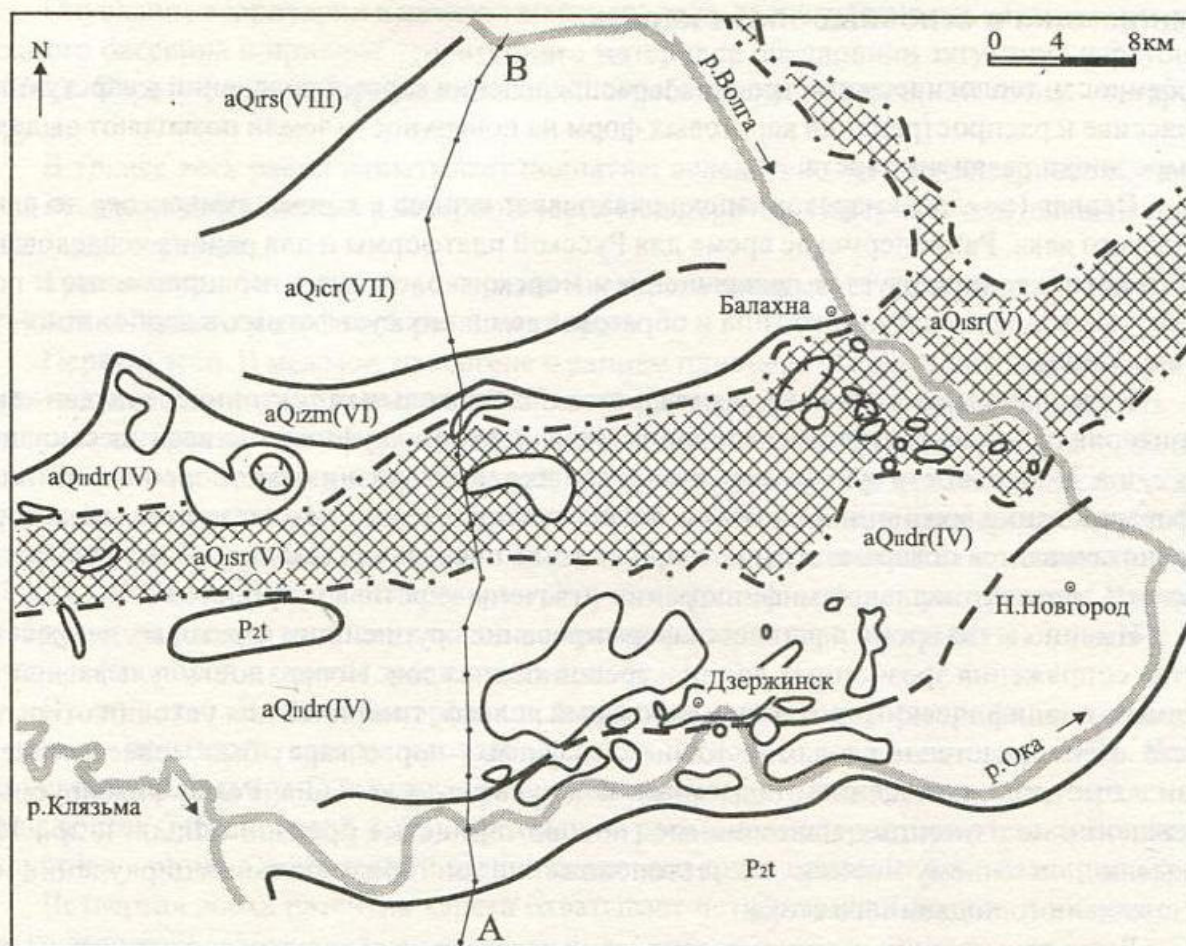 N
B
0 4 8км
р.Волга
aQIIrs(VIII)
aQIcr(VII)
Балахна
aQIsr(V)
aQIzm(VI)
aQIIdr(IV)
aQIsr(V)
aQIIdr(IV)
P2t
Н.Новгород
Дзержинск
aQIIdr(IV)
р.Ока
р.Клязьма
P2t
A